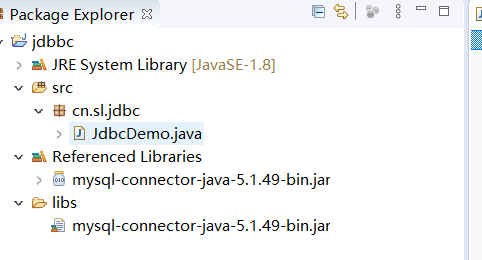 Package Explorer
jdbbc
JRE System Library [JavaSE-1.8]
src
cn.sl.jdbc
JdbcDemo.java
Referenced Libraries
mysql-connector-java-5.1.49-bin.jar
libs
mysql-connector-java-5.1.49-bin.jar